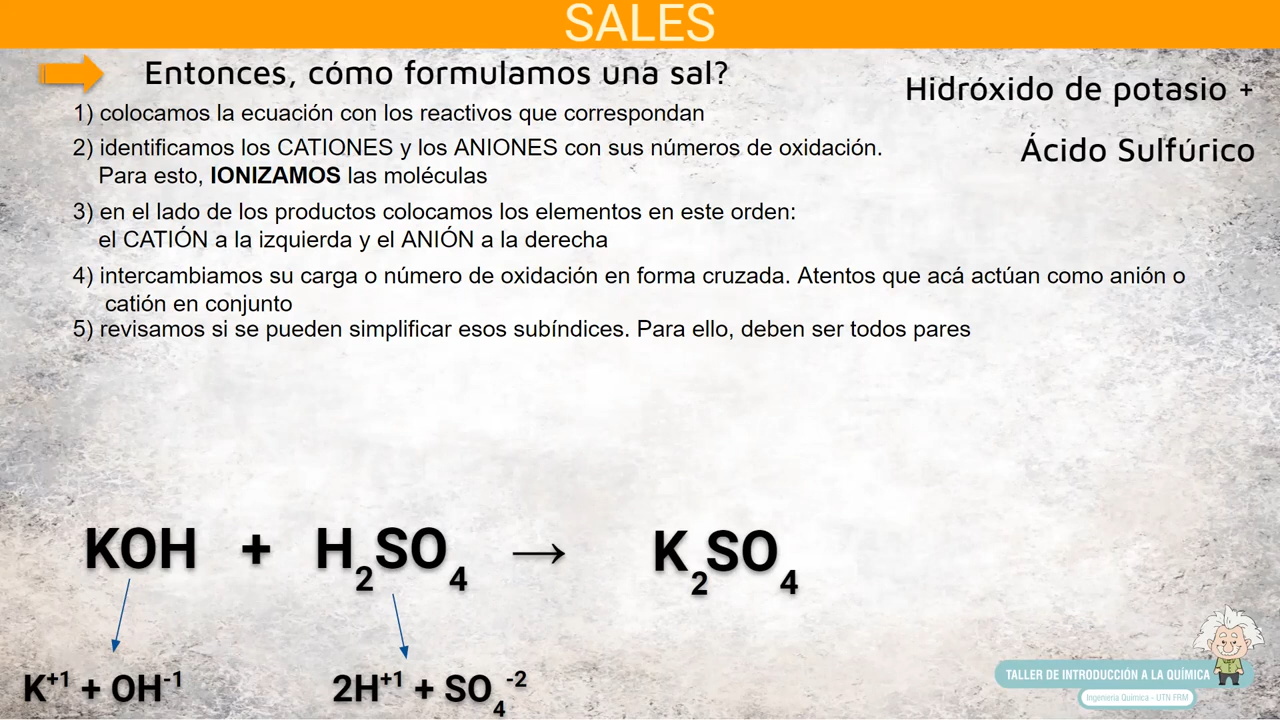 SALES
Entonces, cómo formulamos una sal?
Hidróxido de potasio +
Ácido Sulfúrico
1) colocamos la ecuación con los reactivos que correspondan
2) identificamos los CATIONES y los ANIONES con sus números de oxidación.
Para esto, IONIZAMOS las moléculas
3) en el lado de los productos colocamos los elementos en este orden:
el CATIÓN a la izquierda y el ANIÓN a la derecha
4) intercambiamos su carga o número de oxidación en forma cruzada. Atentos que acá actúan como anión o
catión en conjunto
5) revisamos si se pueden simplificar esos subíndices. Para ello, deben ser todos pares
KOH + H₂SO₄ → K₂SO₄
K⁺¹ + OH⁻¹ 2H⁺¹ + SO₄⁻²
TALLER DE INTRODUCCIÓN A LA QUÍMICA
Ingeniería Química - UTN FRM